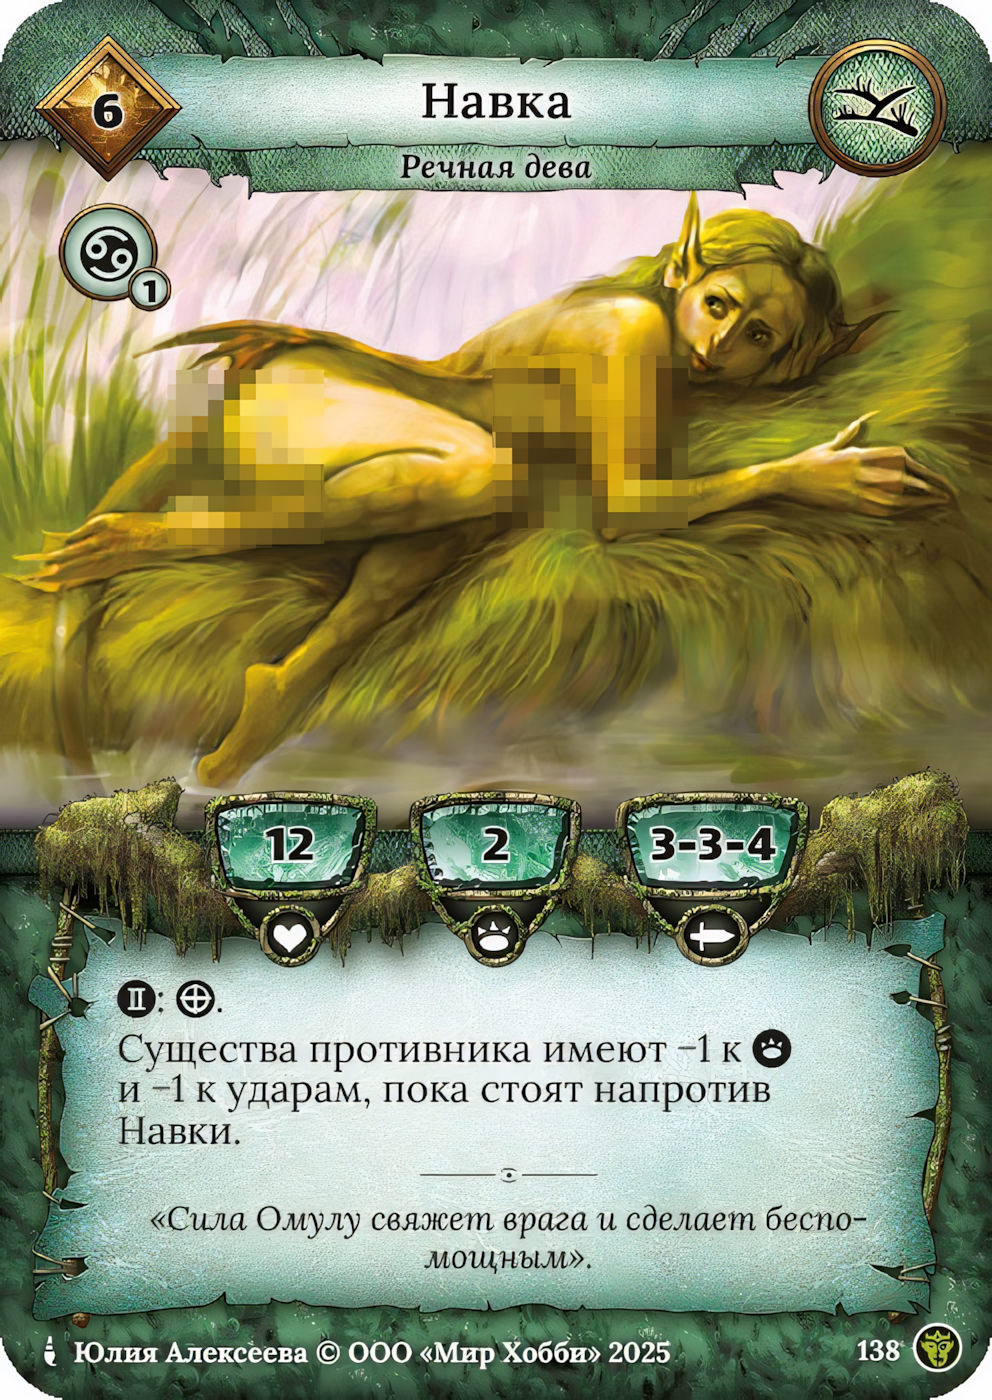 6
Навка
Речная дева
1
12
2
3-3-4
II: .
Существа противника имеют −1 к
и −1 к ударам, пока стоят напротив
Навки.
«Сила Омулу свяжет врага и сделает беспо-
мощным».
Юлия Алексеева © ООО «Мир Хобби» 2025
138